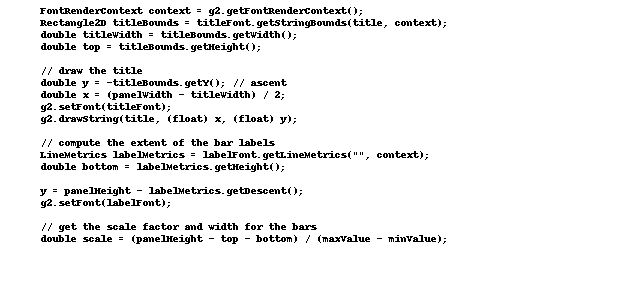 FontRenderContext context = g2.getFontRenderContext();
Rectangle2D titleBounds = titleFont.getStringBounds(title, context);
double titleWidth = titleBounds.getWidth();
double top = titleBounds.getHeight();
// draw the title
double y = -titleBounds.getY(); // ascent
double x = (panelWidth - titleWidth) / 2;
g2.setFont(titleFont);
g2.drawString(title, (float) x, (float) y);
// compute the extent of the bar labels
LineMetrics labelMetrics = labelFont.getLineMetrics("", context);
double bottom = labelMetrics.getHeight();
y = panelHeight - labelMetrics.getDescent();
g2.setFont(labelFont);
// get the scale factor and width for the bars
double scale = (panelHeight - top - bottom) / (maxValue - minValue);